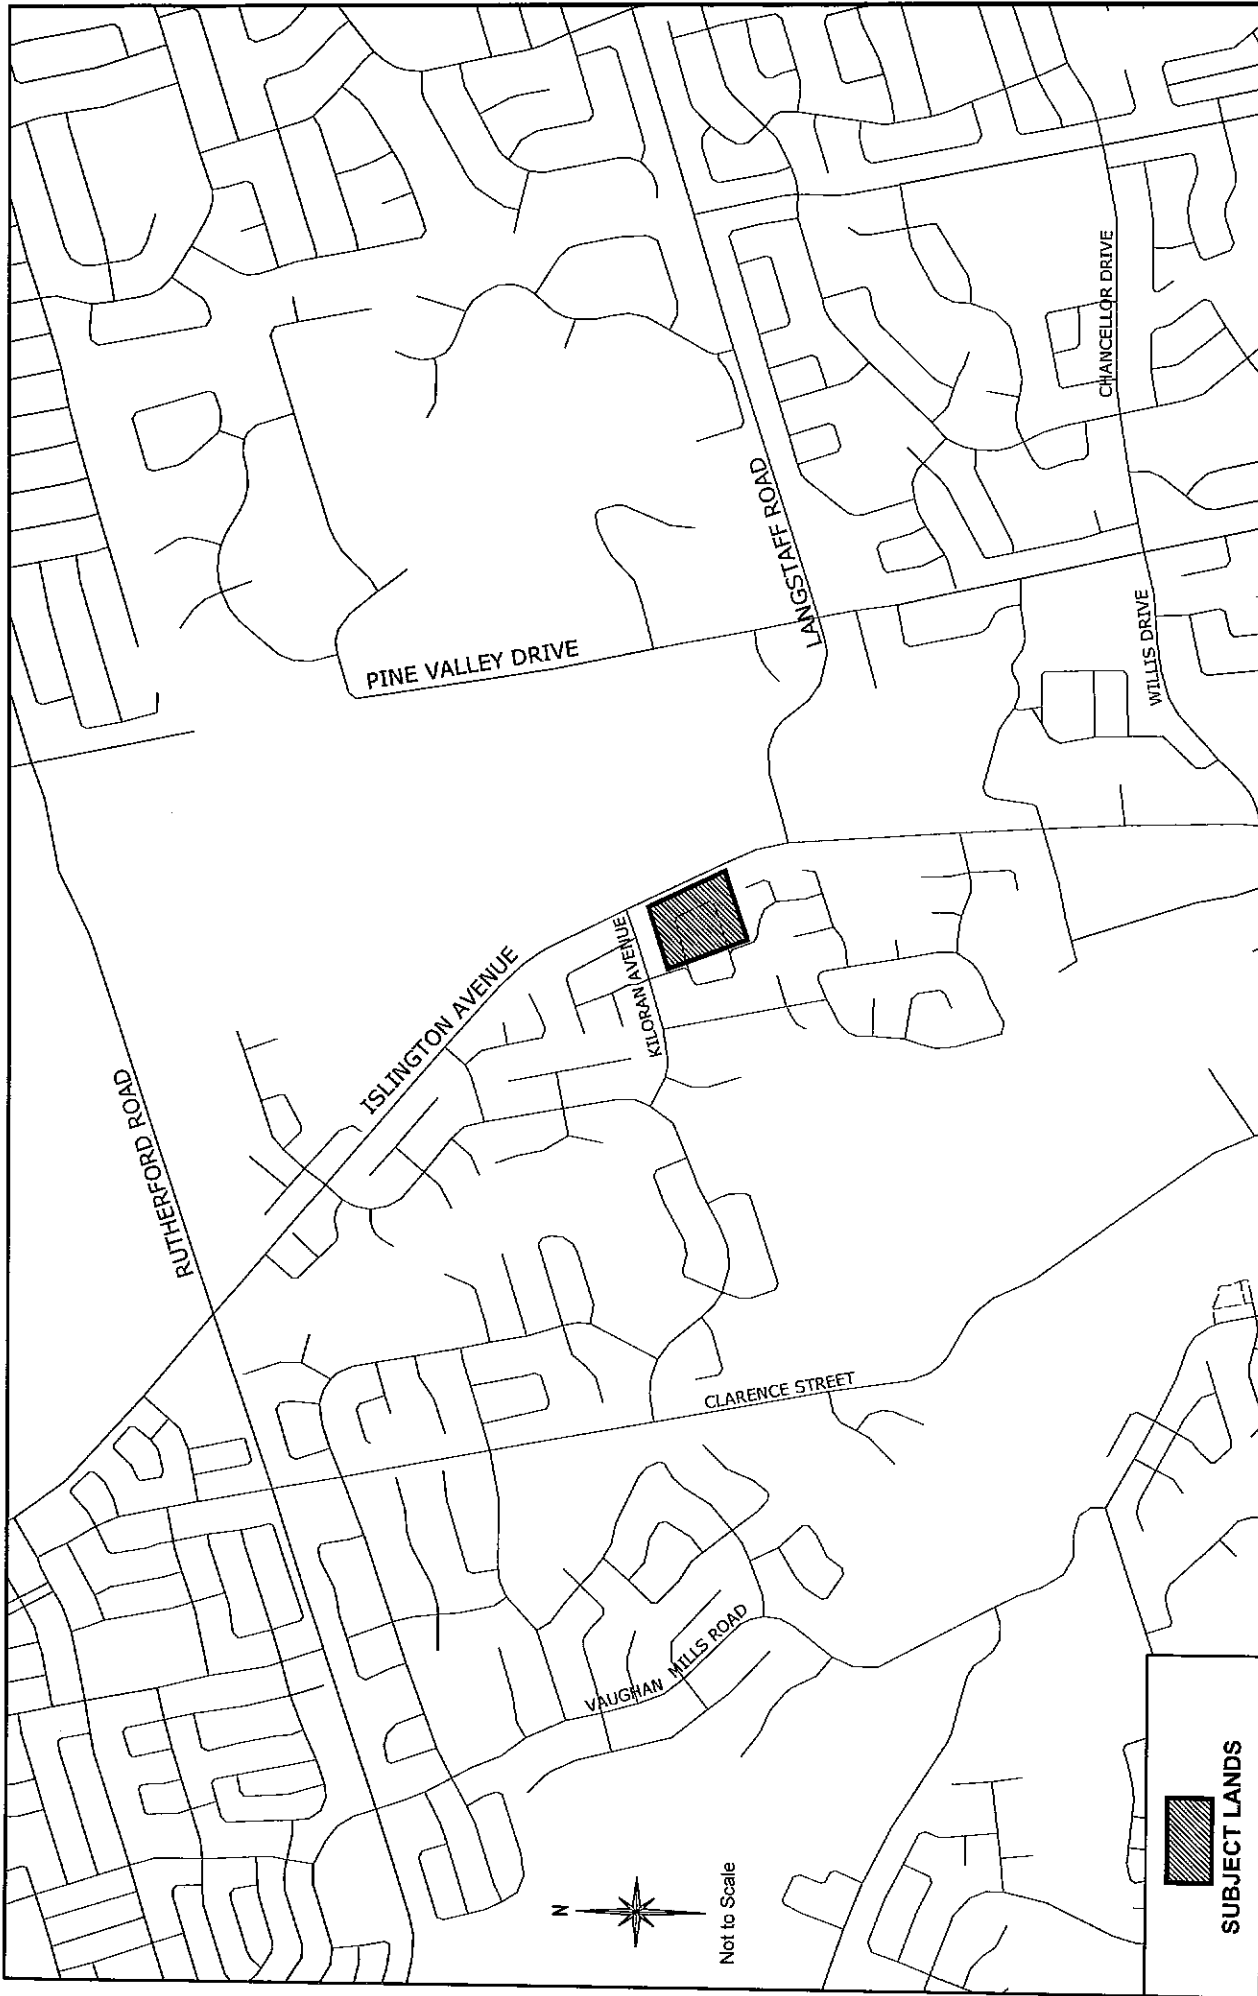 RUTHERFORD ROAD
ISLINGTON AVENUE
PINE VALLEY DRIVE
LANGSTAFF ROAD
CHANCELLOR DRIVE
WILLIS DRIVE
KILORAN AVENUE
CLARENCE STREET
VAUGHAN MILLS ROAD
N
Not to Scale
SUBJECT LANDS